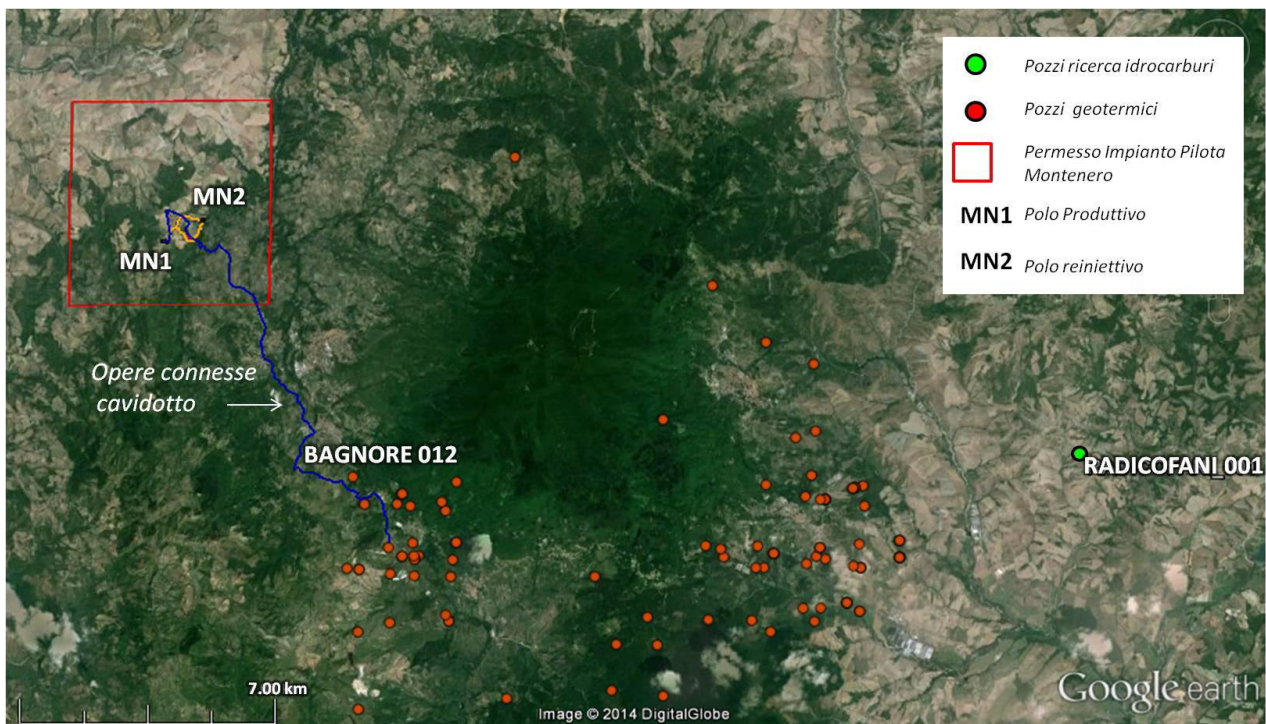 Pozzi ricerca idrocarburi
Pozzi geotermici
Permesso Impianto Pilota
Montenero
MN1 Polo Produttivo
MN2 Polo reiniettivo
MN2
MN1
Opere connesse
cavidotto
BAGNORE 012
RADICOFANI_001
7.00 km
Image © 2014 DigitalGlobe
Google earth